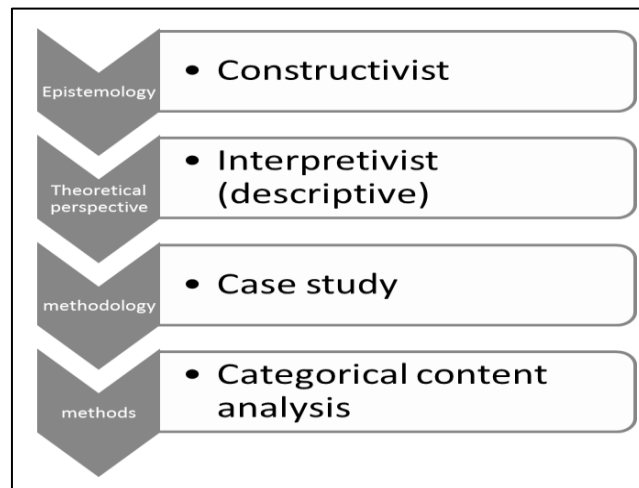 Epistemology
• Constructivist
Theoretical
perspective
• Interpretivist
(descriptive)
methodology
• Case study
methods
• Categorical content
analysis